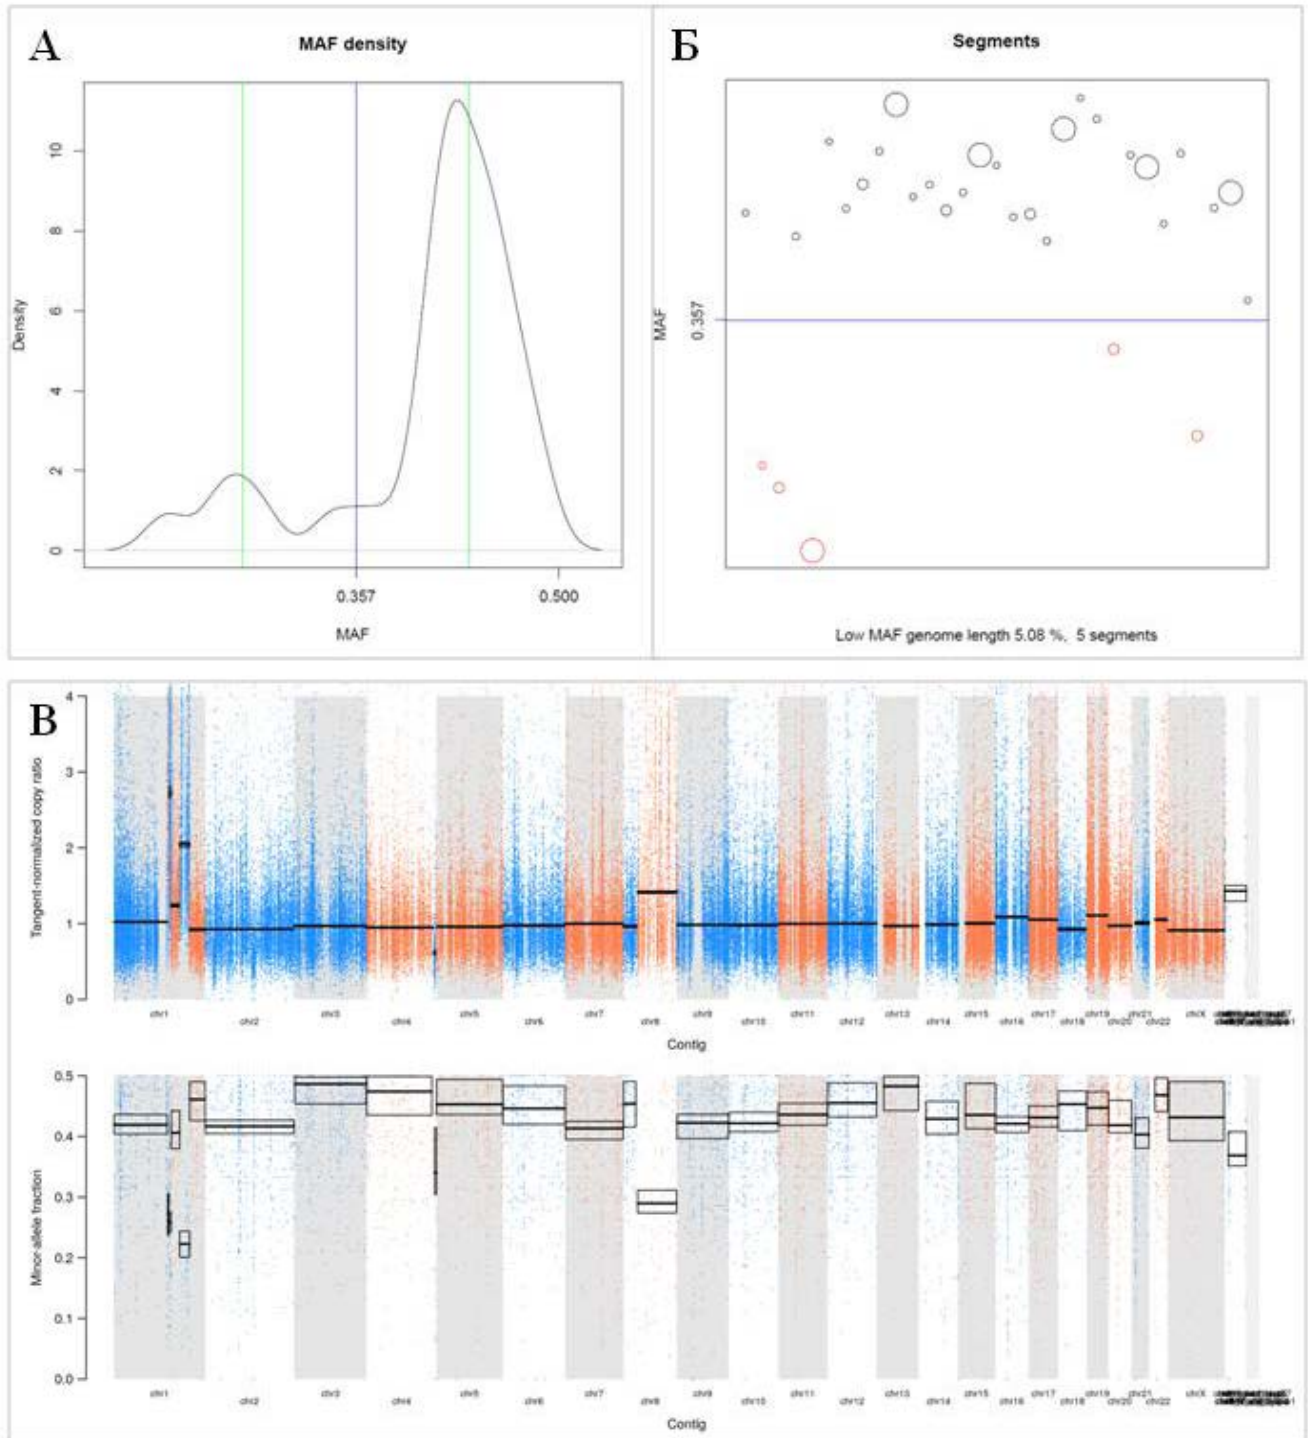 А
MAF density
Density
0
2
4
6
8
10
0.357
0.500
MAF
Б
Segments
MAF
0.357
Low MAF genome length 5.08 %, 5 segments
В
Tangent-normalized copy ratio
4
3
2
1
0
chr1 chr2 chr3 chr4 chr5 chr6 chr7 chr8 chr9 chr10 chr11 chr12 chr13 chr14 chr15 chr16 chr17 chr18 chr19 chr20 chr21 chr22 chrX
Contig
Minor allele fraction
0.5
0.4
0.3
0.2
0.1
0.0
chr1 chr2 chr3 chr4 chr5 chr6 chr7 chr8 chr9 chr10 chr11 chr12 chr13 chr14 chr15 chr16 chr17 chr18 chr19 chr20 chr21 chr22 chrX
Contig